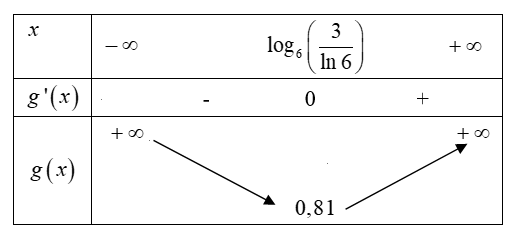 x −∞ log₆(3/ln 6) +∞
g'(x) - 0 +
g(x) +∞ 0,81 +∞